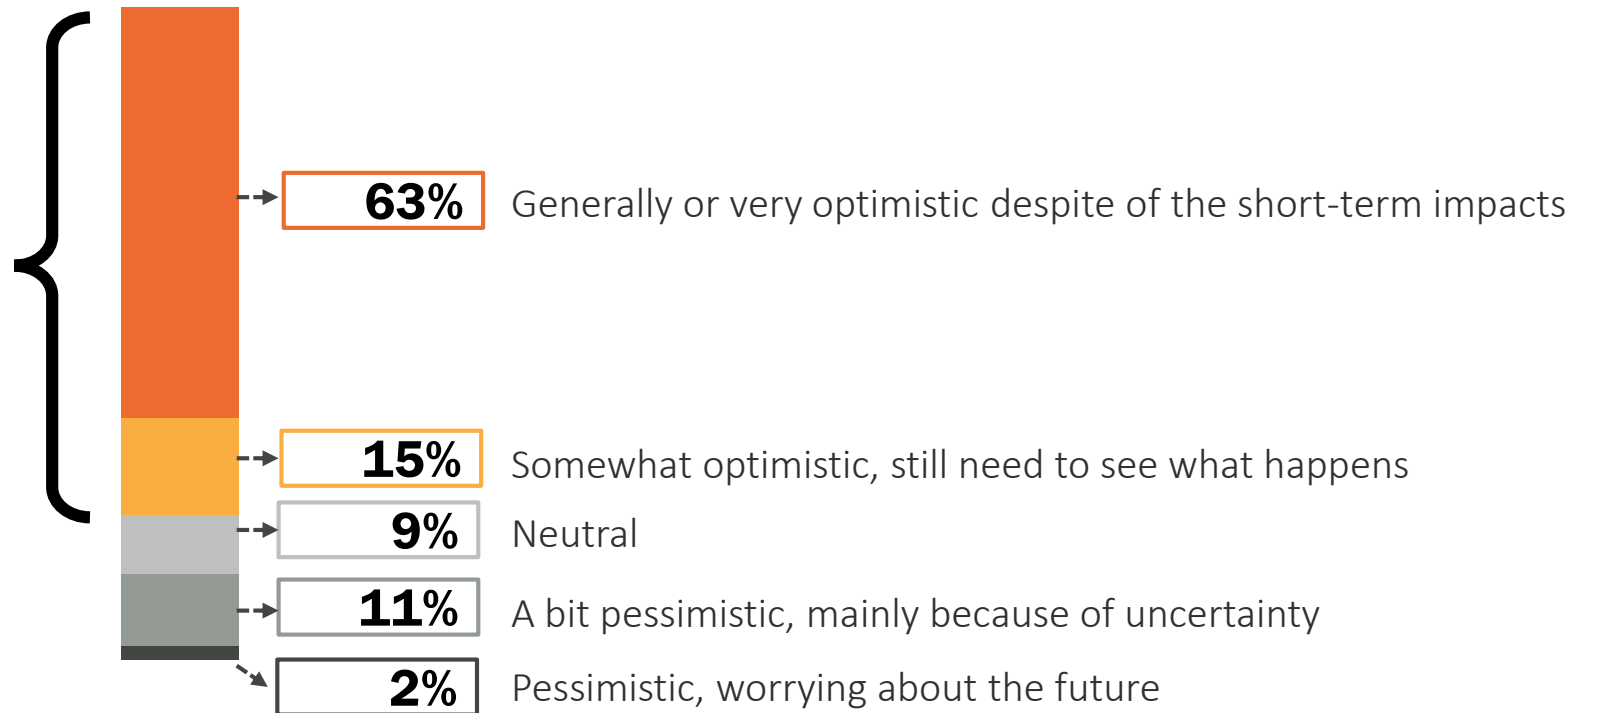 63% Generally or very optimistic despite of the short-term impacts
15% Somewhat optimistic, still need to see what happens
9% Neutral
11% A bit pessimistic, mainly because of uncertainty
2% Pessimistic, worrying about the future